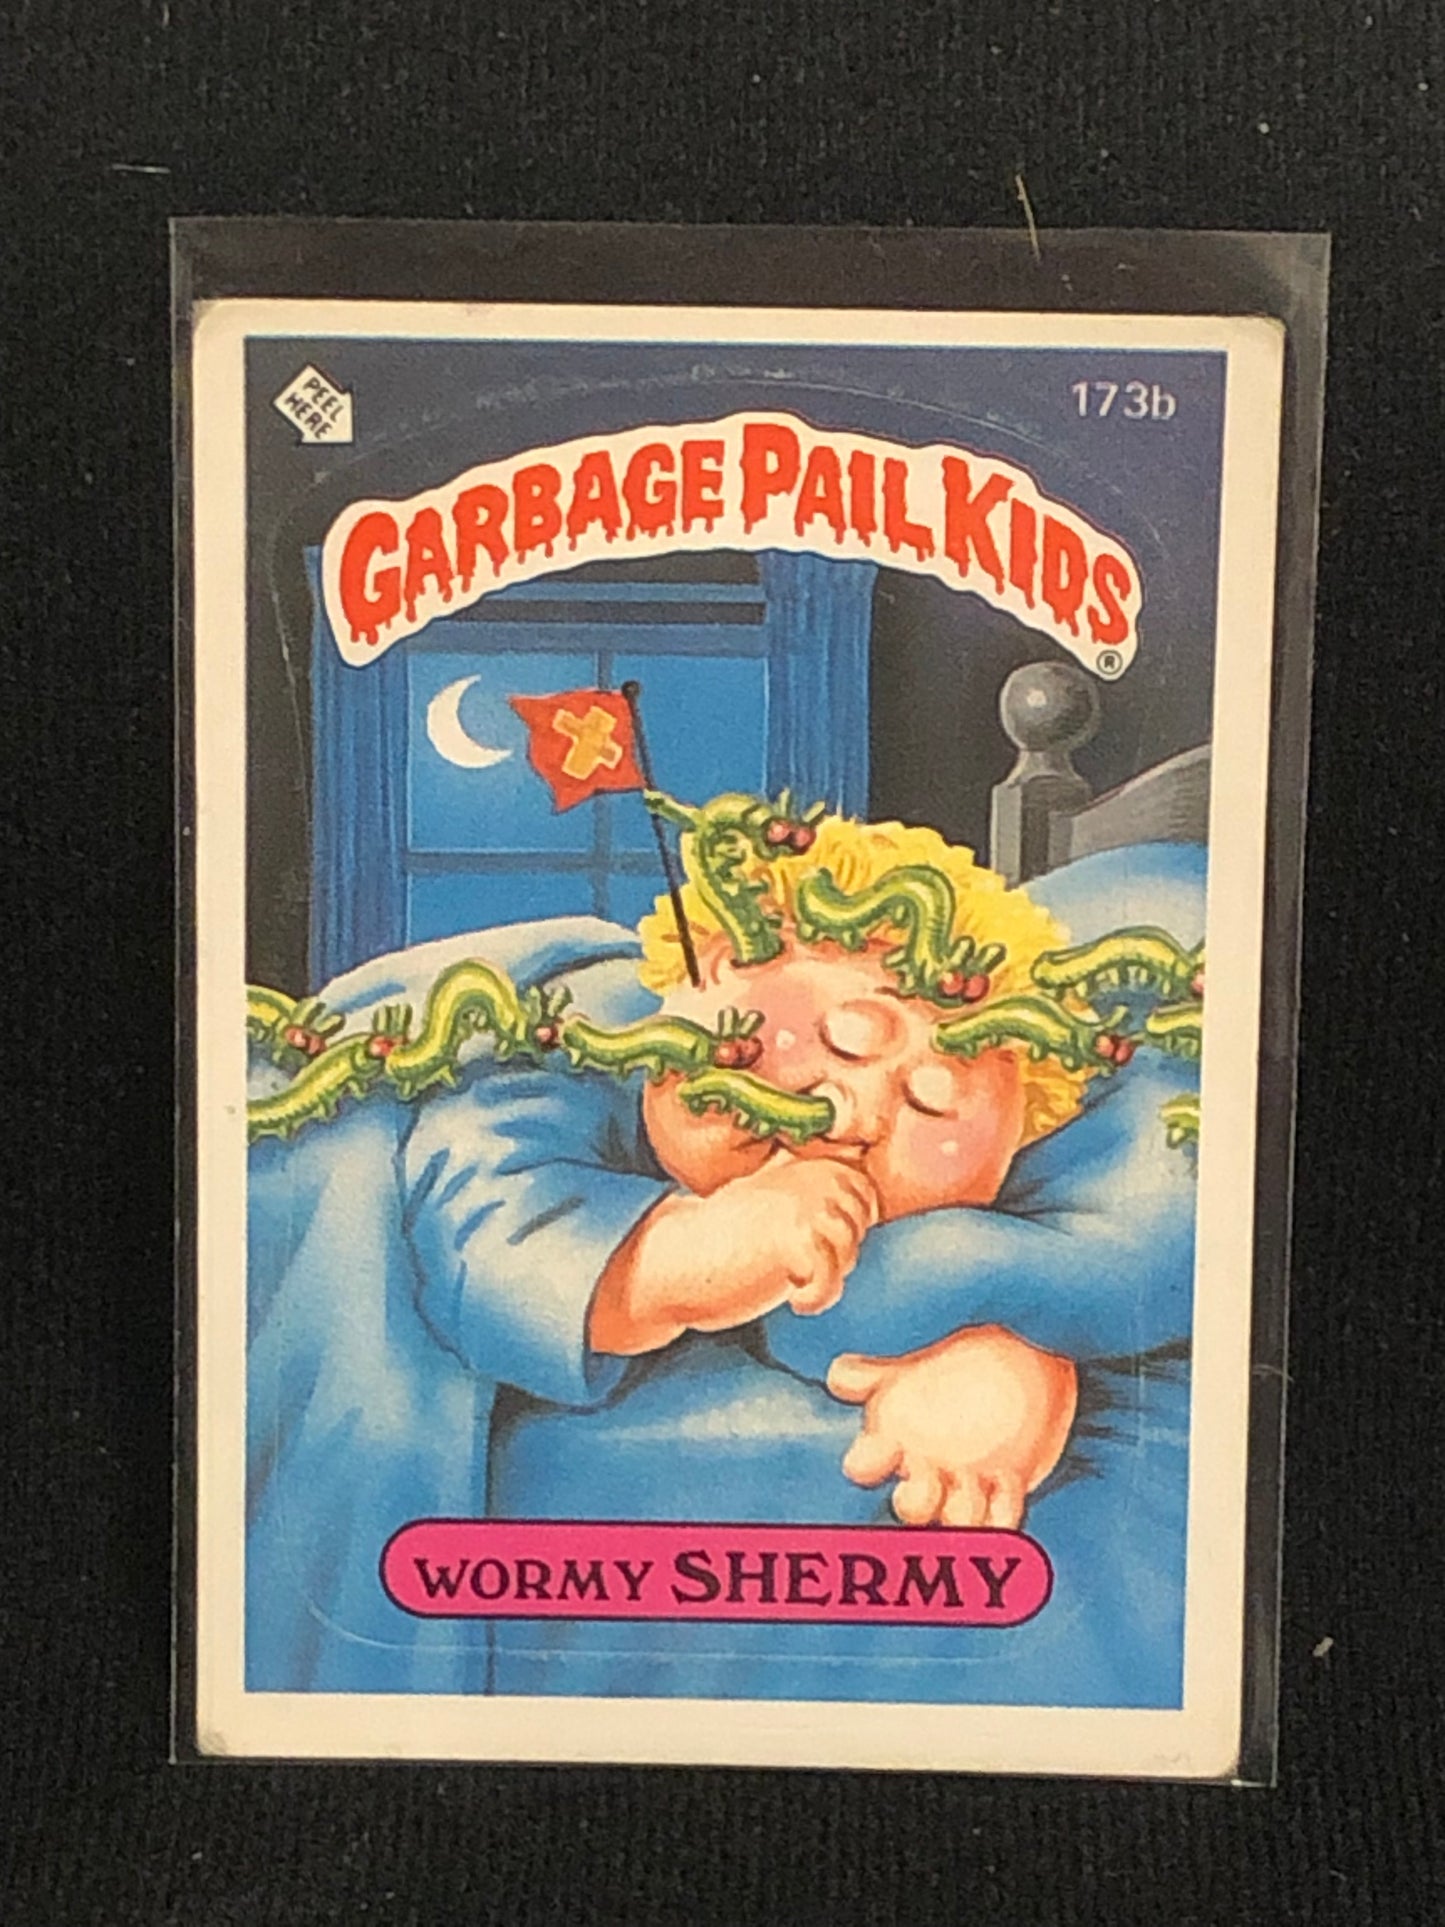 PEEL
HERE
173b
GARBAGE PAIL KIDS
®
WORMY SHERMY